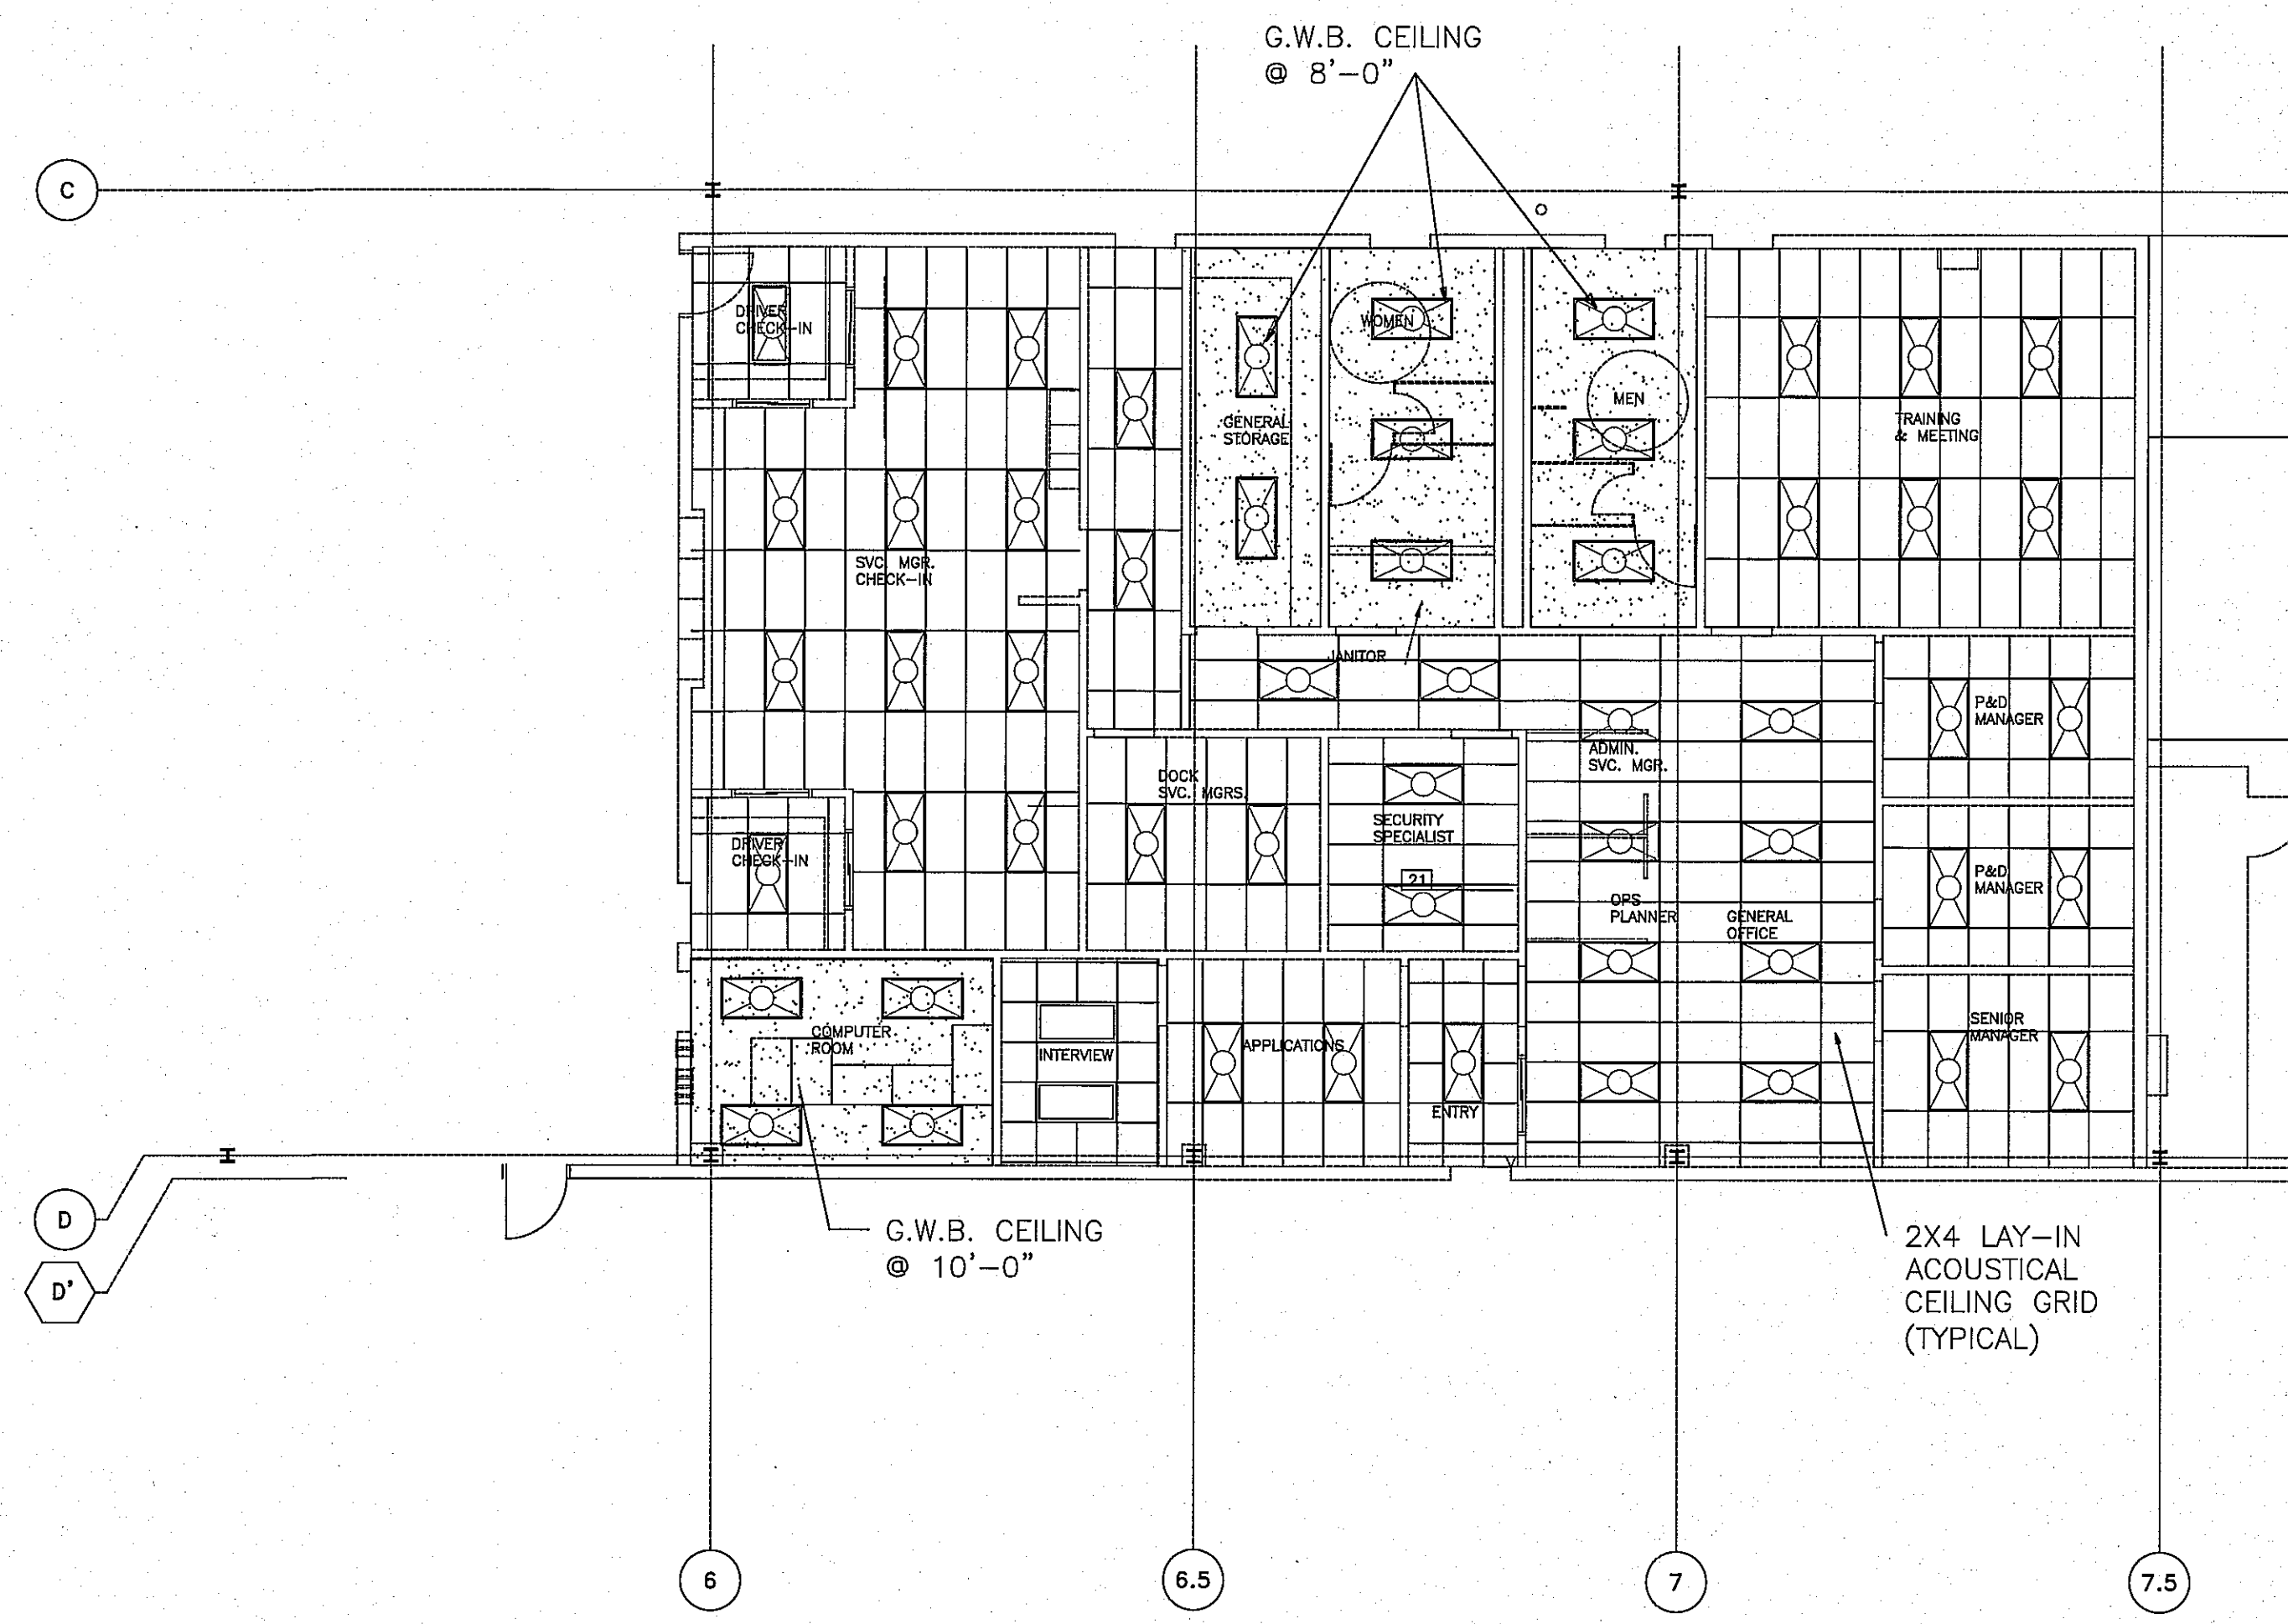 G.W.B. CEILING
@ 8'-0"
C
DRIVER
CHECK-IN
WOMEN
MEN
GENERAL
STORAGE
TRAINING
& MEETING
SVC. MGR.
CHECK-IN
JANITOR
P&D
MANAGER
ADMIN.
SVC. MGR.
DOCK
SVC. MGRS.
SECURITY
SPECIALIST
DRIVER
CHECK-IN
21
P&D
MANAGER
OPS
PLANNER
GENERAL
OFFICE
COMPUTER
ROOM
INTERVIEW
APPLICATIONS
ENTRY
SENIOR
MANAGER
D
D'
G.W.B. CEILING
@ 10'-0"
2X4 LAY-IN
ACOUSTICAL
CEILING GRID
(TYPICAL)
6
6.5
7
7.5